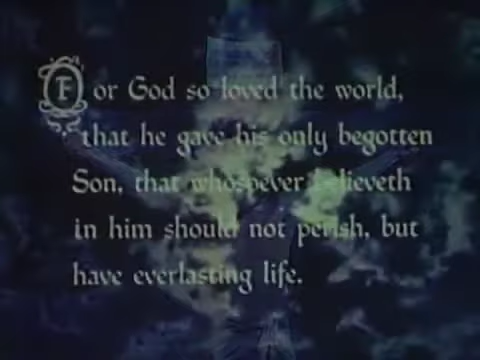 For God so loved the world,
that he gave his only begotten
Son, that whosoever believeth
in him should not perish, but
have everlasting life.